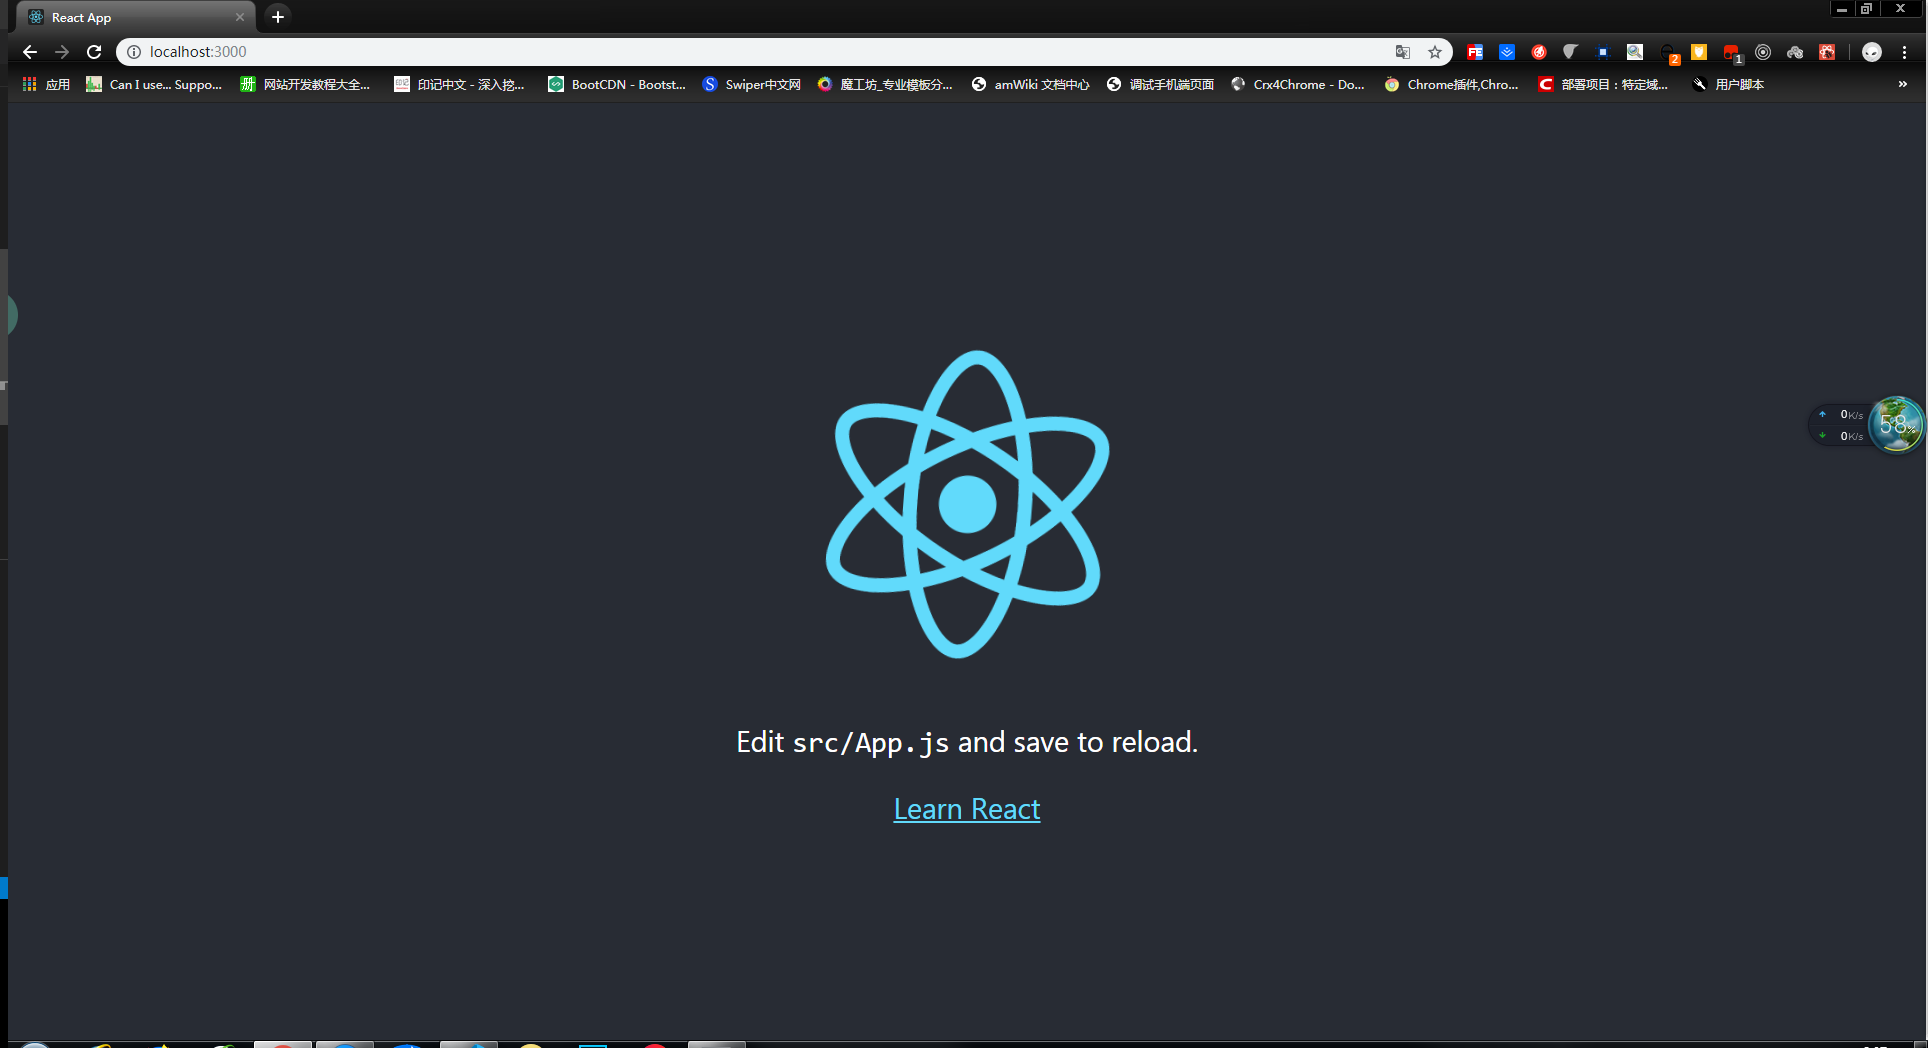 React App
localhost:3000
2
1
应用
Can I use... Suppo...
网站开发教程大全...
印记中文 - 深入挖...
BootCDN - Bootst...
Swiper中文网
魔工坊_专业模板分...
amWiki 文档中心
调试手机端页面
Crx4Chrome - Do...
Chrome插件,Chro...
部署项目：特定域...
用户脚本
»
0K/s
0K/s
58%
Edit src/App.js and save to reload.
Learn React